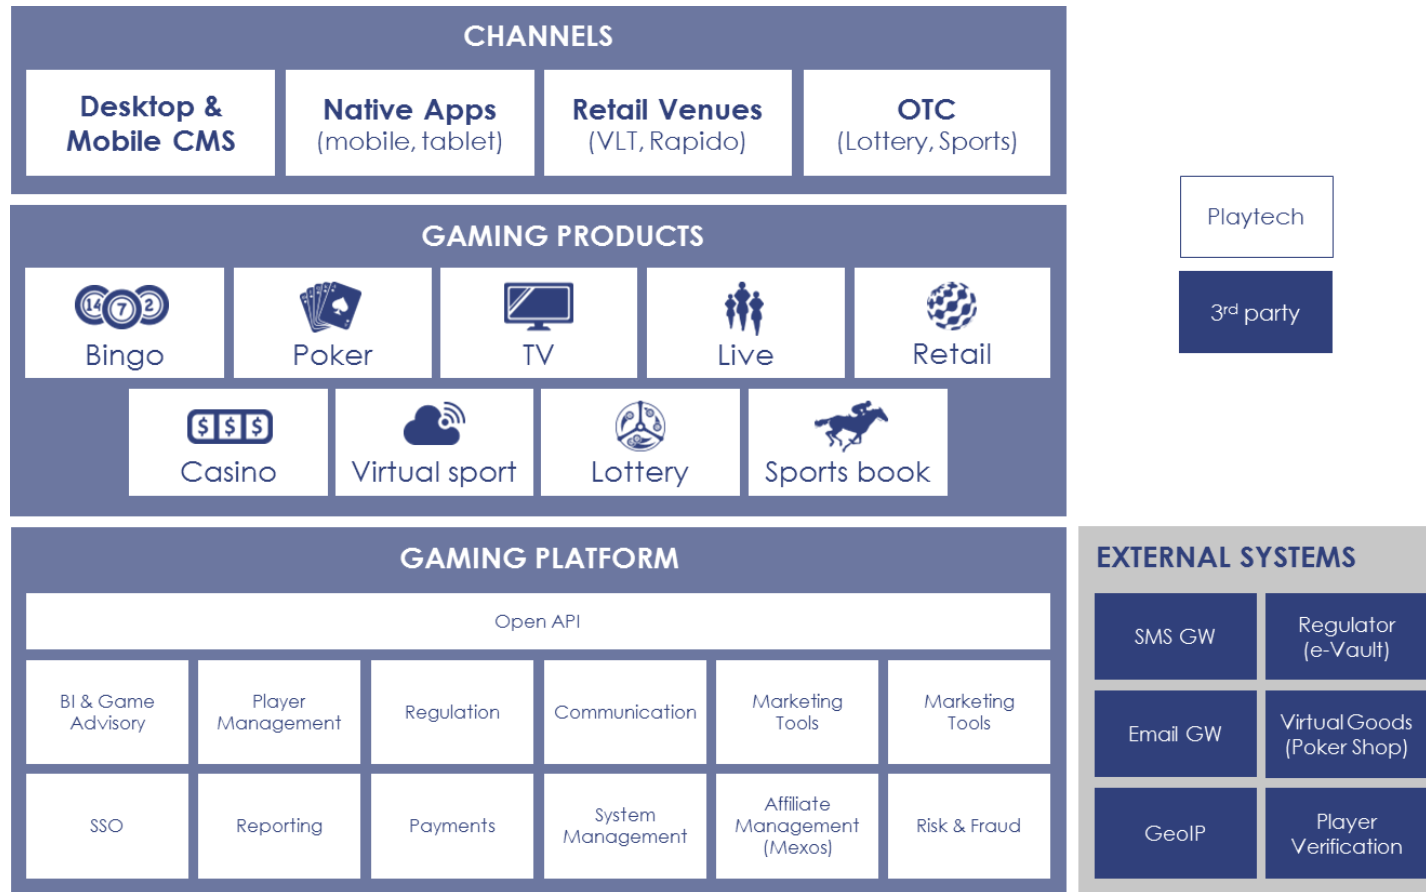 CHANNELS
Desktop &
Mobile CMS
Native Apps
(mobile, tablet)
Retail Venues
(VLT, Rapido)
OTC
(Lottery, Sports)
Playtech
3rd party
GAMING PRODUCTS
14 7 2
Bingo
Poker
TV
Live
Retail
$ $ $
Casino
Virtual sport
Lottery
Sports book
GAMING PLATFORM
Open API
BI & Game
Advisory
Player
Management
Regulation
Communication
Marketing
Tools
Marketing
Tools
SSO
Reporting
Payments
System
Management
Affiliate
Management
(Mexos)
Risk & Fraud
EXTERNAL SYSTEMS
SMS GW
Regulator
(e-Vault)
Email GW
Virtual Goods
(Poker Shop)
GeoIP
Player
Verification